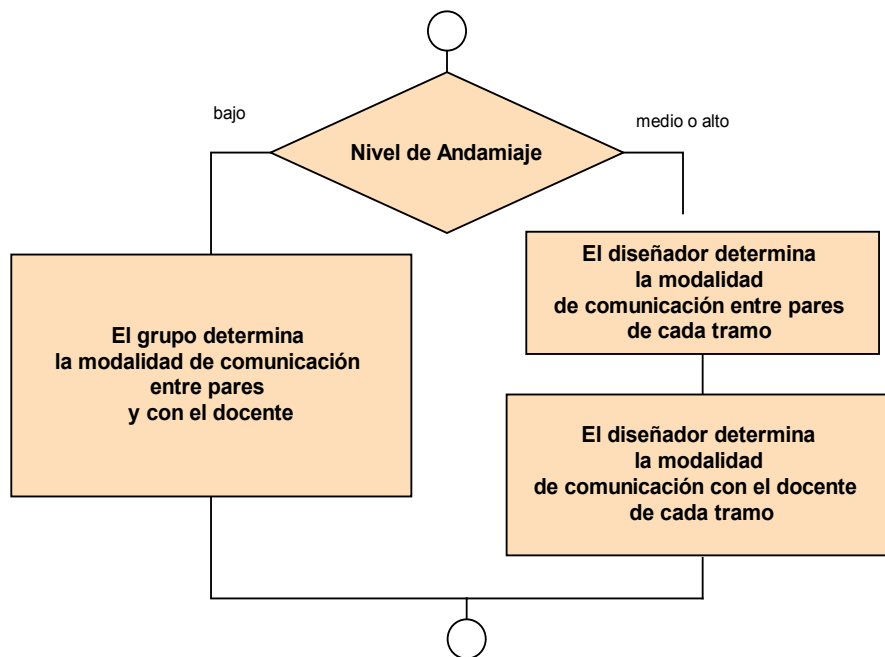 bajo
medio o alto
Nivel de Andamiaje
El grupo determina
la modalidad de comunicación
entre pares
y con el docente
El diseñador determina
la modalidad
de comunicación entre pares
de cada tramo
El diseñador determina
la modalidad
de comunicación con el docente
de cada tramo